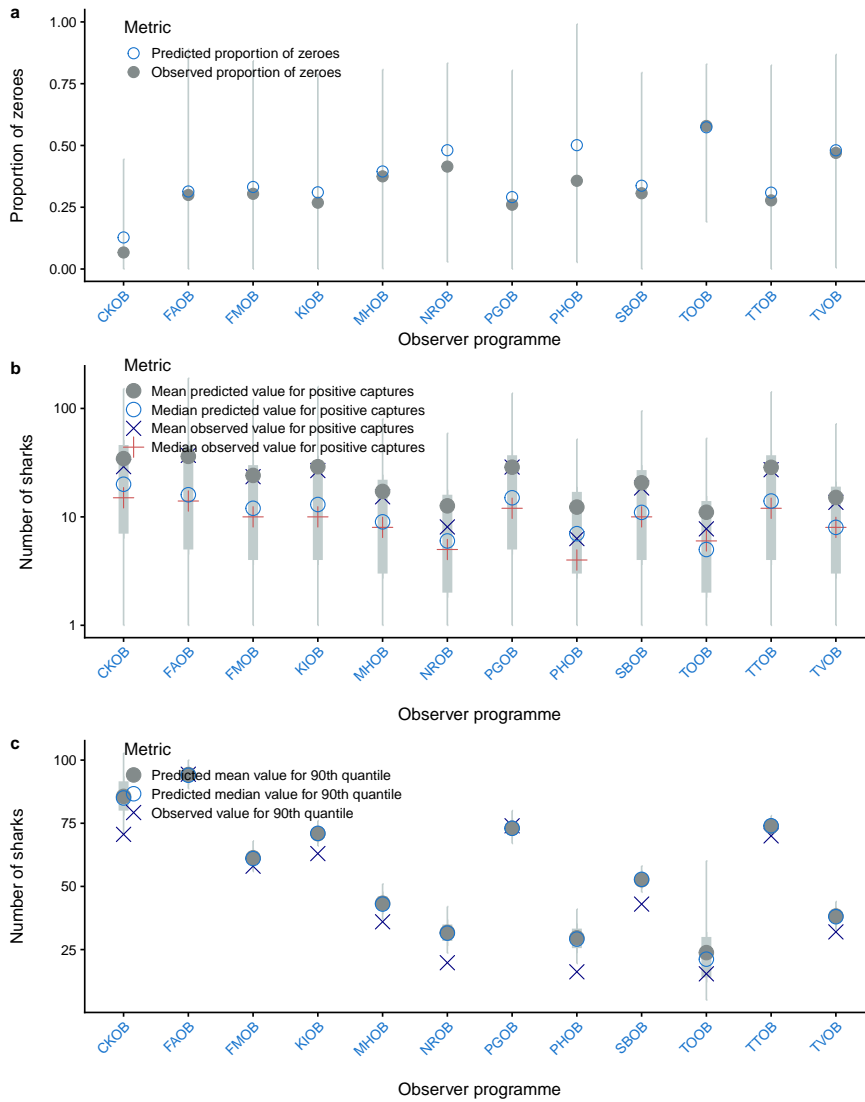 a
Metric
Predicted proportion of zeroes
Observed proportion of zeroes
Proportion of zeroes
1.00
0.75
0.50
0.25
0.00
CKOB FAOB FMOB KIOB MHOB NROB PGOB PHOB SBOB TOOB TTOB TVOB
Observer programme
b
Metric
Mean predicted value for positive captures
Median predicted value for positive captures
Mean observed value for positive captures
Median observed value for positive captures
Number of sharks
100
10
1
CKOB FAOB FMOB KIOB MHOB NROB PGOB PHOB SBOB TOOB TTOB TVOB
Observer programme
c
Metric
Predicted mean value for 90th quantile
Predicted median value for 90th quantile
Observed value for 90th quantile
Number of sharks
100
75
50
25
CKOB FAOB FMOB KIOB MHOB NROB PGOB PHOB SBOB TOOB TTOB TVOB
Observer programme